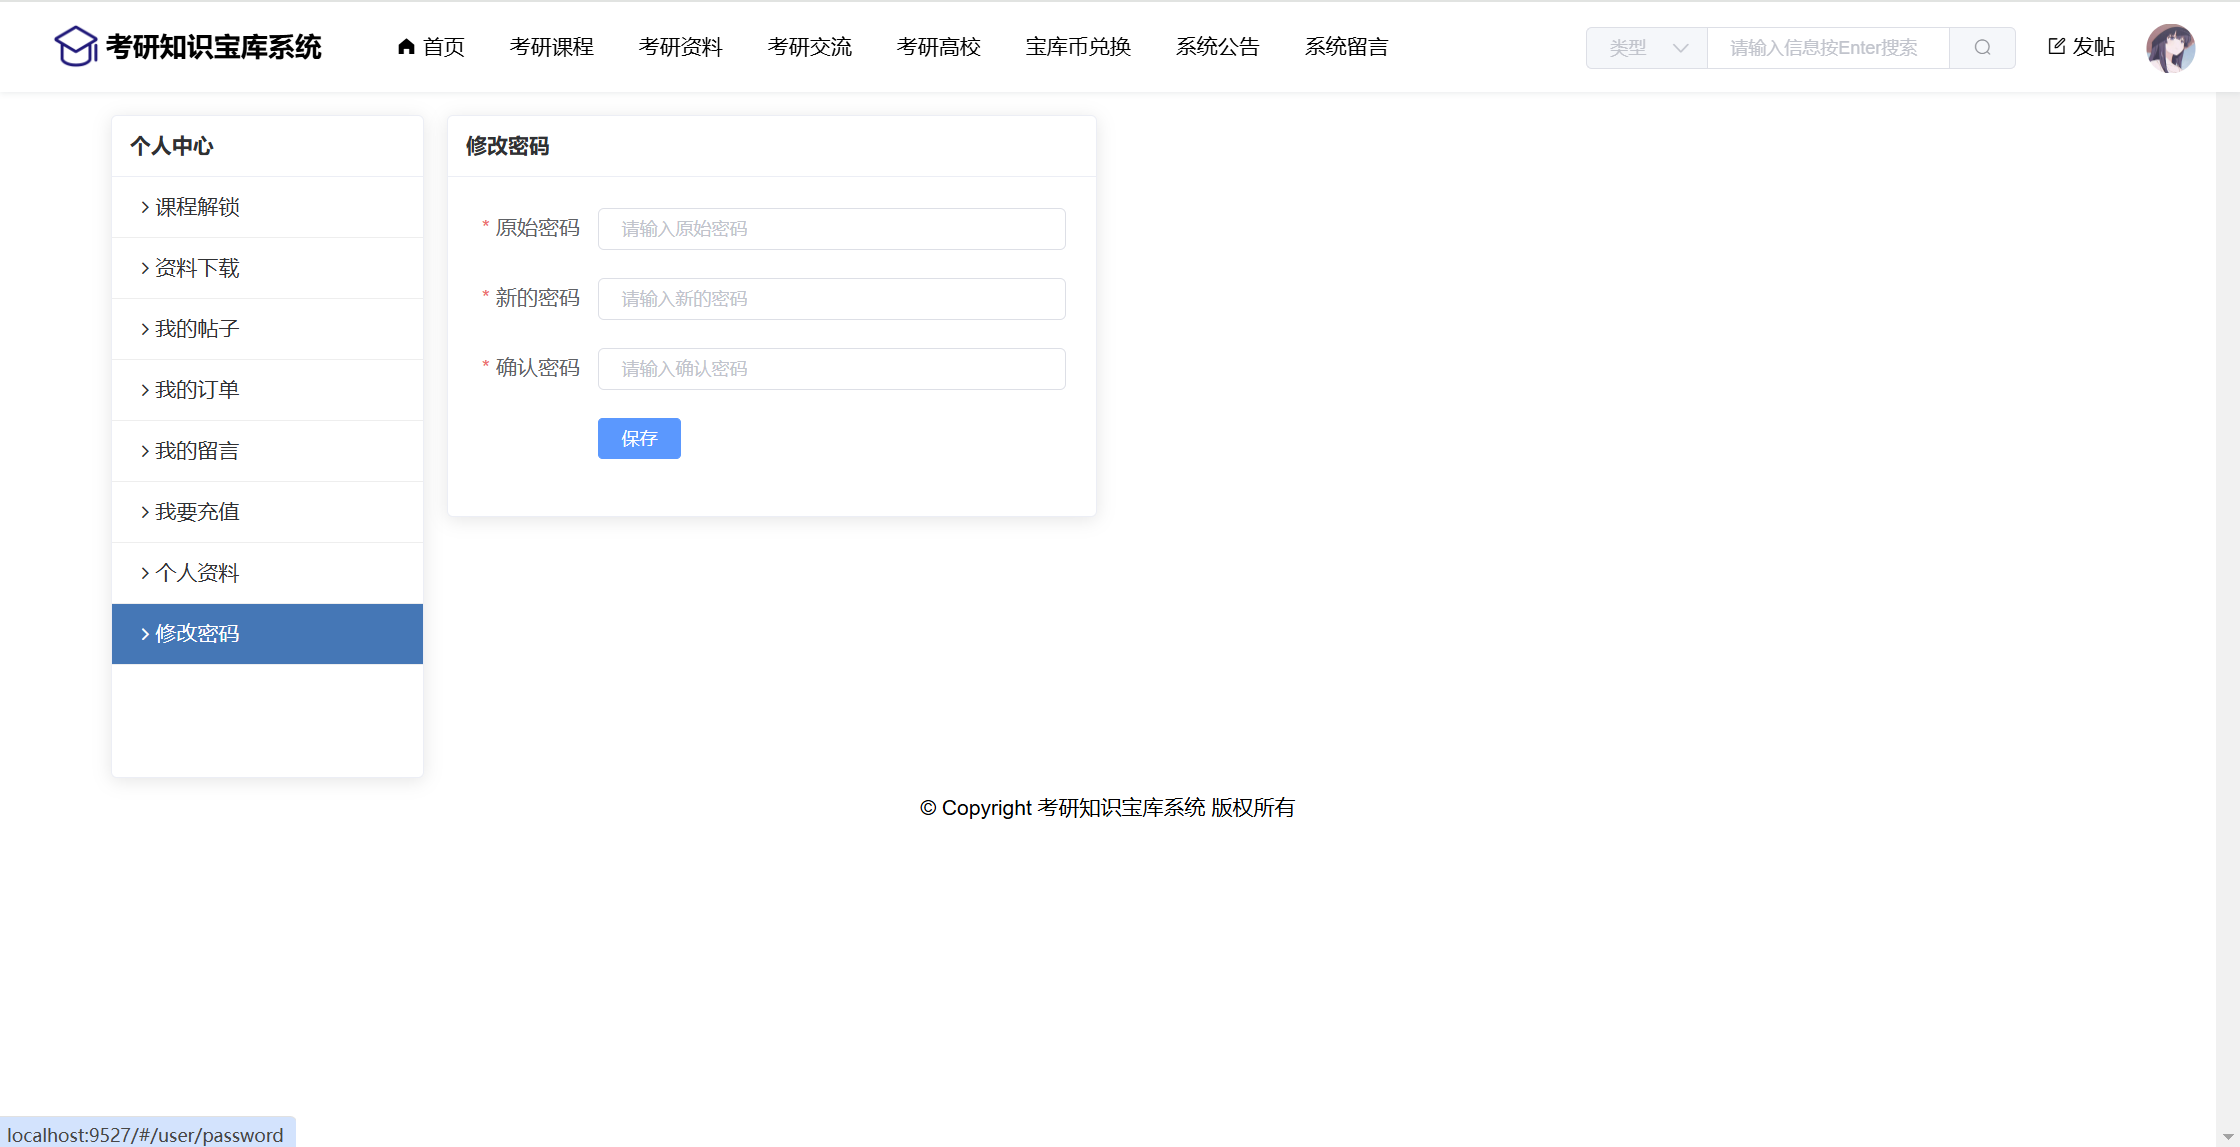 考研知识宝库系统 首页 考研课程 考研资料 考研交流 考研高校 宝库币兑换 系统公告 系统留言 类型 请输入信息按Enter搜索 发帖
个人中心
课程解锁
资料下载
我的帖子
我的订单
我的留言
我要充值
个人资料
修改密码
修改密码
* 原始密码 请输入原始密码
* 新的密码 请输入新的密码
* 确认密码 请输入确认密码
保存
© Copyright 考研知识宝库系统 版权所有
localhost:9527/#/user/password